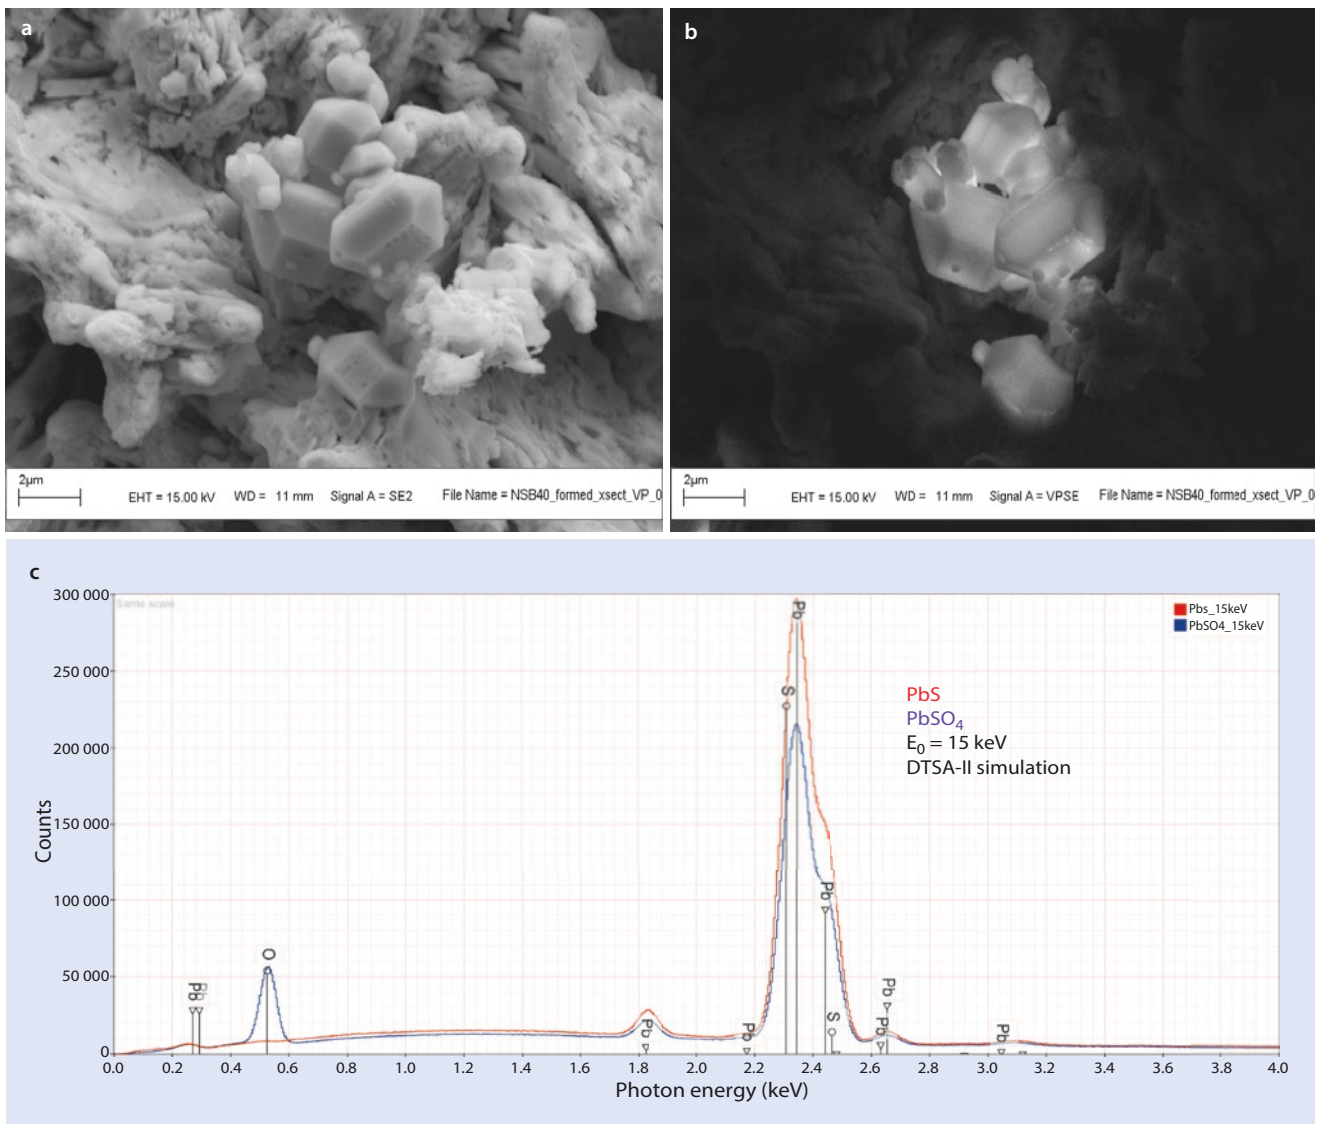 a
2µm
EHT = 15.00 kV WD = 11 mm Signal A = SE2 File Name = NSB40_formed_xsect_VP_0
b
2µm
EHT = 15.00 kV WD = 11 mm Signal A = VPSE File Name = NSB40_formed_xsect_VP_0
c
Same scale
Counts
300 000
250 000
200 000
150 000
100 000
50 000
0
Pbs_15keV
PbSO4_15keV
PbS
PbSO4
E0 = 15 keV
DTSA-II simulation
Pb
Pb
O
Pb
Pb
S
Pb
Pb
S
Pb
Pb
Pb
0.0 0.2 0.4 0.6 0.8 1.0 1.2 1.4 1.6 1.8 2.0 2.2 2.4 2.6 2.8 3.0 3.2 3.4 3.6 3.8 4.0
Photon energy (keV)